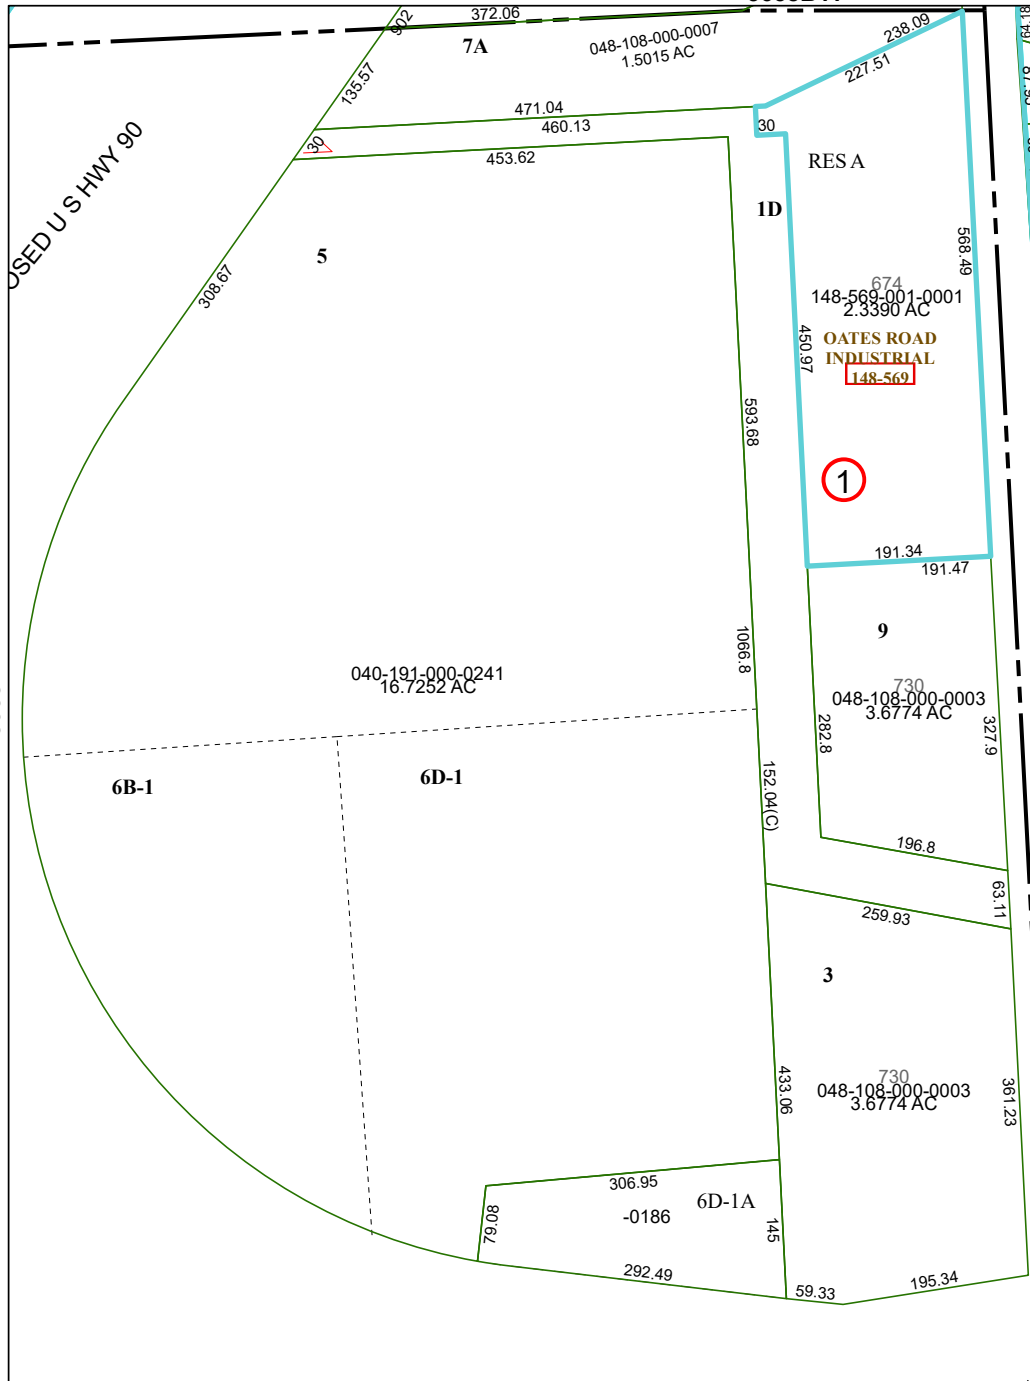 372.06
902
7A
048-108-000-0007
1.5015 AC
238.09
227.51
135.57
471.04
460.13
30
30
453.62
RES A
OSED U S HWY 90
1D
5
308.67
568.49
674
148-569-001-0001
2.3390 AC
OATES ROAD
INDUSTRIAL
148-569
450.97
593.68
1
191.34
191.47
9
1066.8
040-191-000-0241
16.7252 AC
730
048-108-000-0003
3.6774 AC
282.8
327.9
6B-1
6D-1
152.04(C)
196.8
63.11
259.93
3
433.06
730
048-108-000-0003
3.6774 AC
361.23
306.95
6D-1A
-0186
79.608
145
292.49
59.33
195.34